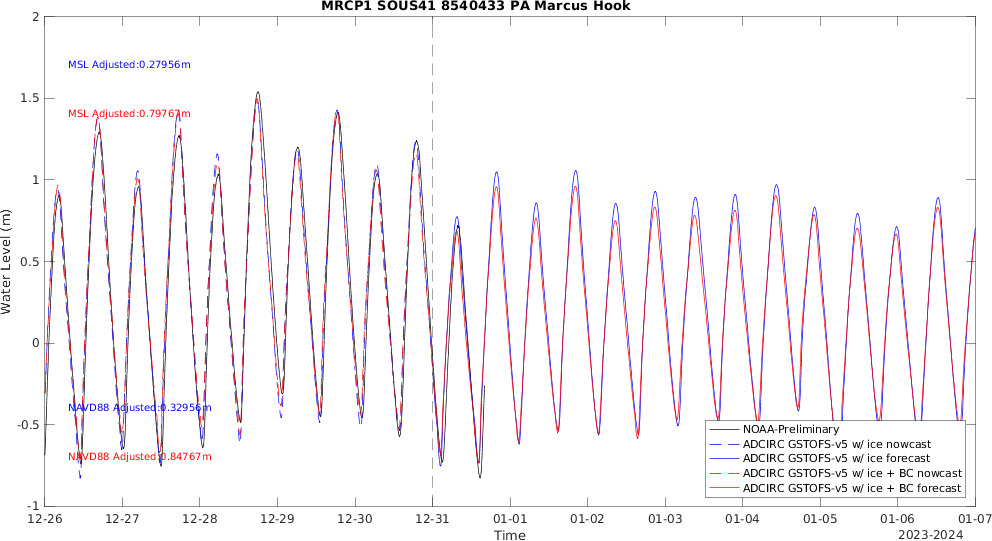 MRCP1 SOUS41 8540433 PA Marcus Hook
2
MSL Adjusted:0.27956m
1.5
MSL Adjusted:0.79767m
1
0.5
Water Level (m)
0
NAVD88 Adjusted:0.32956m
-0.5
NAVD88 Adjusted:0.84767m
-1
NOAA-Preliminary
ADCIRC GSTOFS-v5 w/ ice nowcast
ADCIRC GSTOFS-v5 w/ ice forecast
ADCIRC GSTOFS-v5 w/ ice + BC nowcast
ADCIRC GSTOFS-v5 w/ ice + BC forecast
12-26 12-27 12-28 12-29 12-30 12-31 01-01 01-02 01-03 01-04 01-05 01-06 01-07
Time
2023-2024